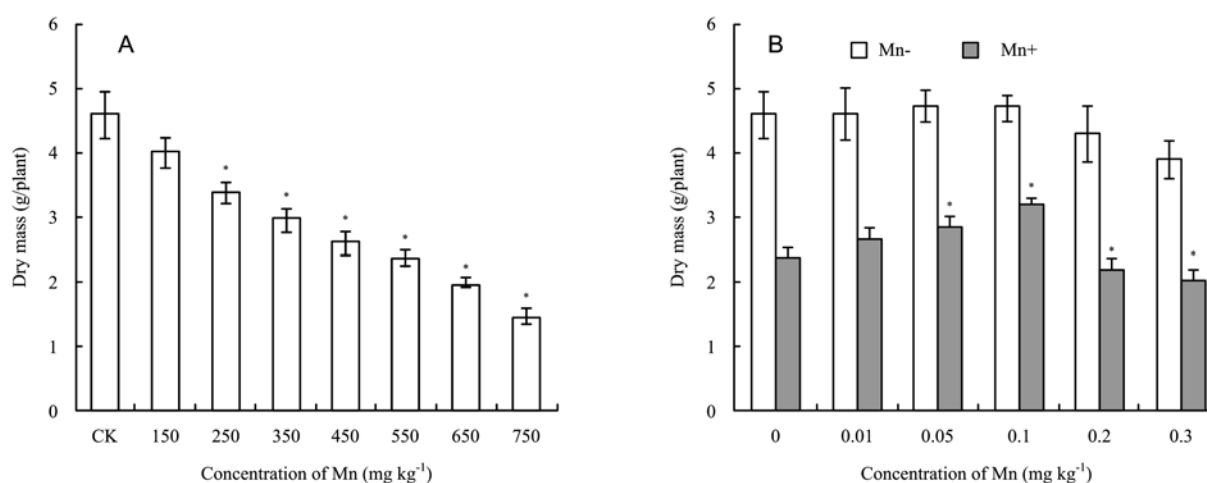 A
6
5
4
3
2
1
0
Dry mass (g/plant)
* * * * * *
CK 150 250 350 450 550 650 750
Concentration of Mn (mg kg⁻¹)
B
Mn- Mn+
6
5
4
3
2
1
0
Dry mass (g/plant)
* * * *
0 0.01 0.05 0.1 0.2 0.3
Concentration of Mn (mg kg⁻¹)